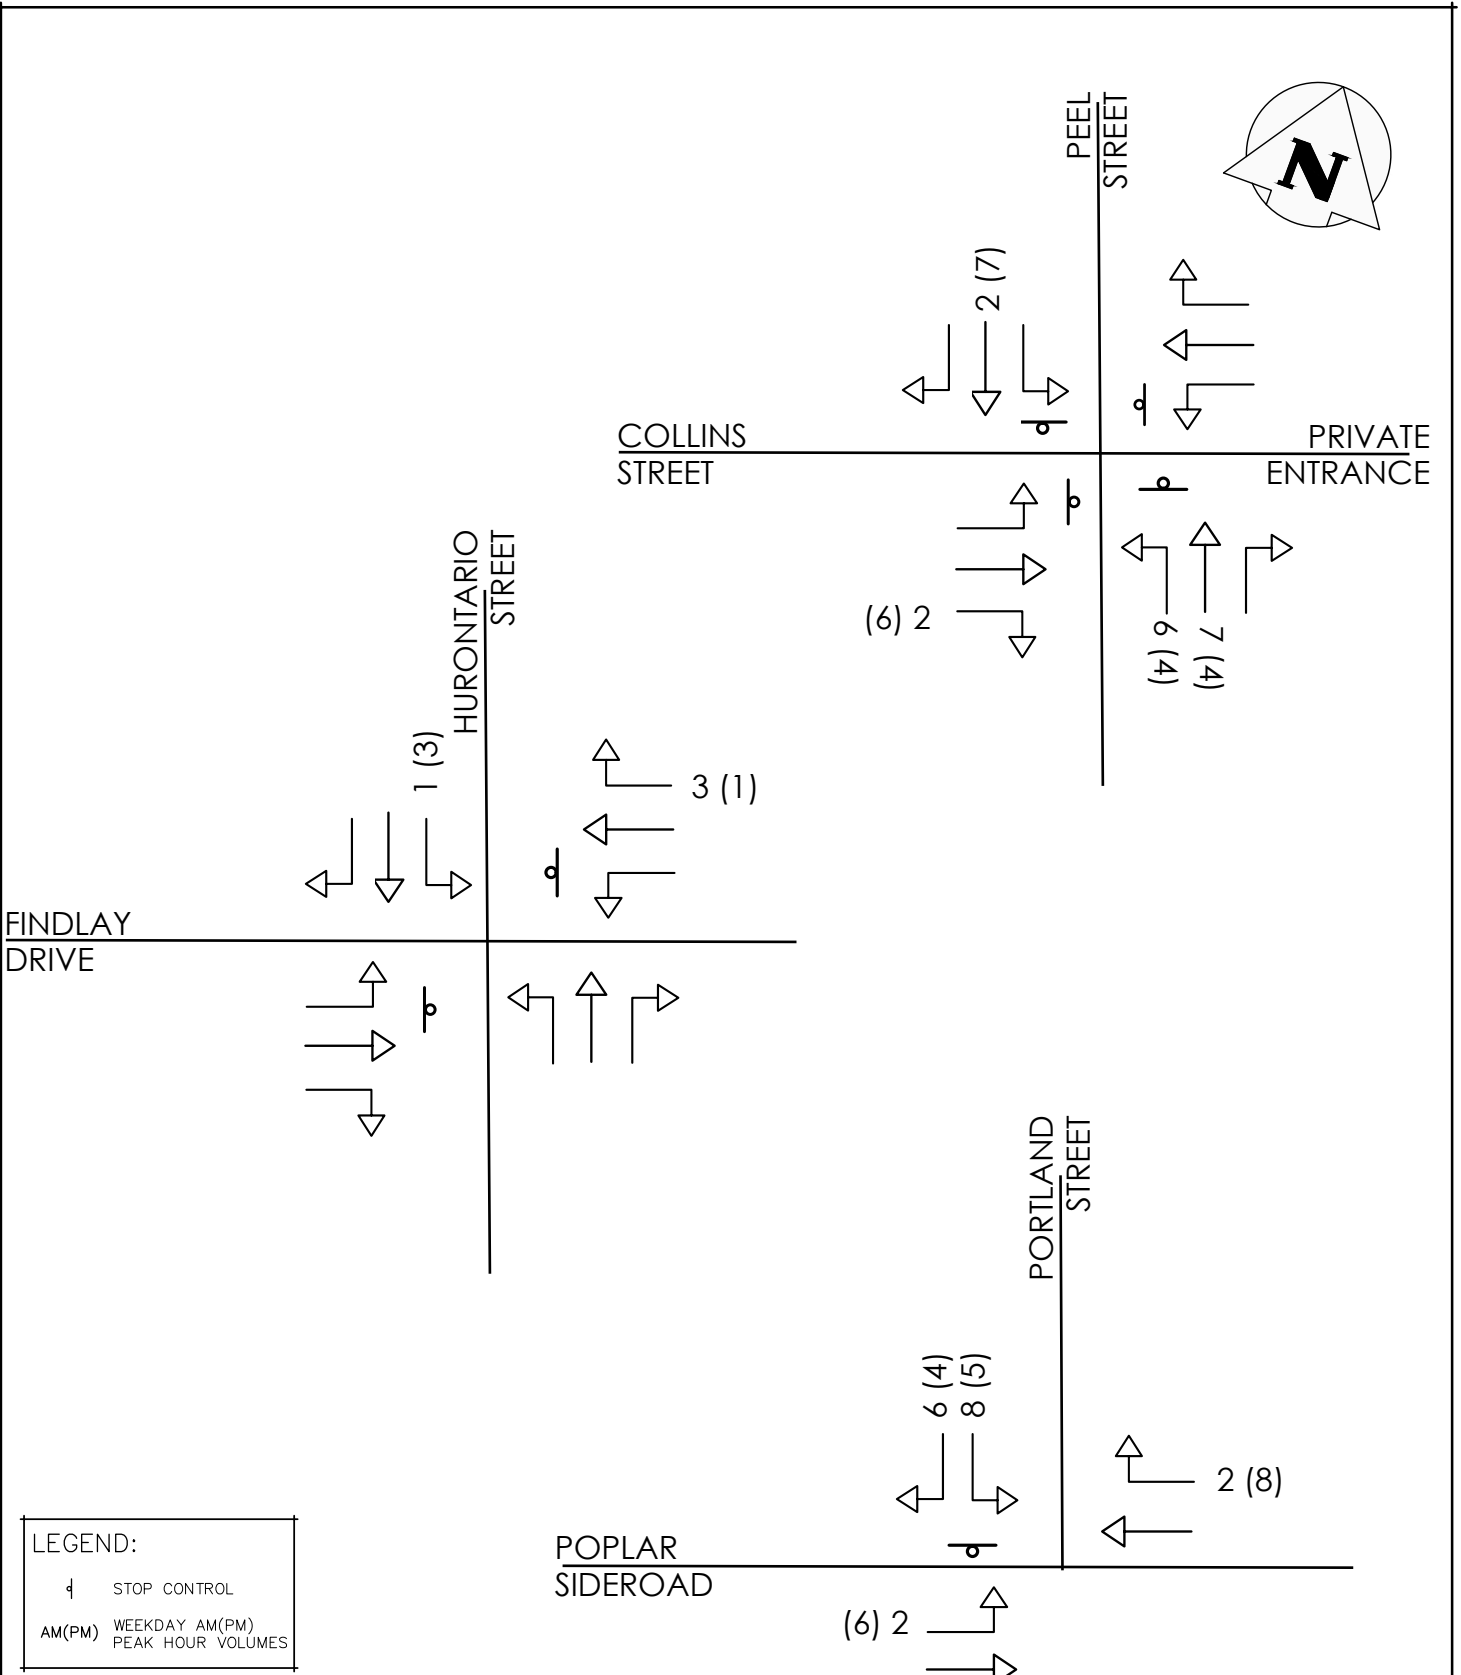 PEEL
STREET
N
2 (7)
COLLINS
STREET
PRIVATE
ENTRANCE
(6) 2
6 (4)
7 (4)
HURONTARIO
STREET
1 (3)
3 (1)
FINDLAY
DRIVE
PORTLAND
STREET
6 (4)
8 (5)
2 (8)
POPLAR
SIDEROAD
(6) 2
LEGEND:
STOP CONTROL
AM(PM) WEEKDAY AM(PM)
PEAK HOUR VOLUMES